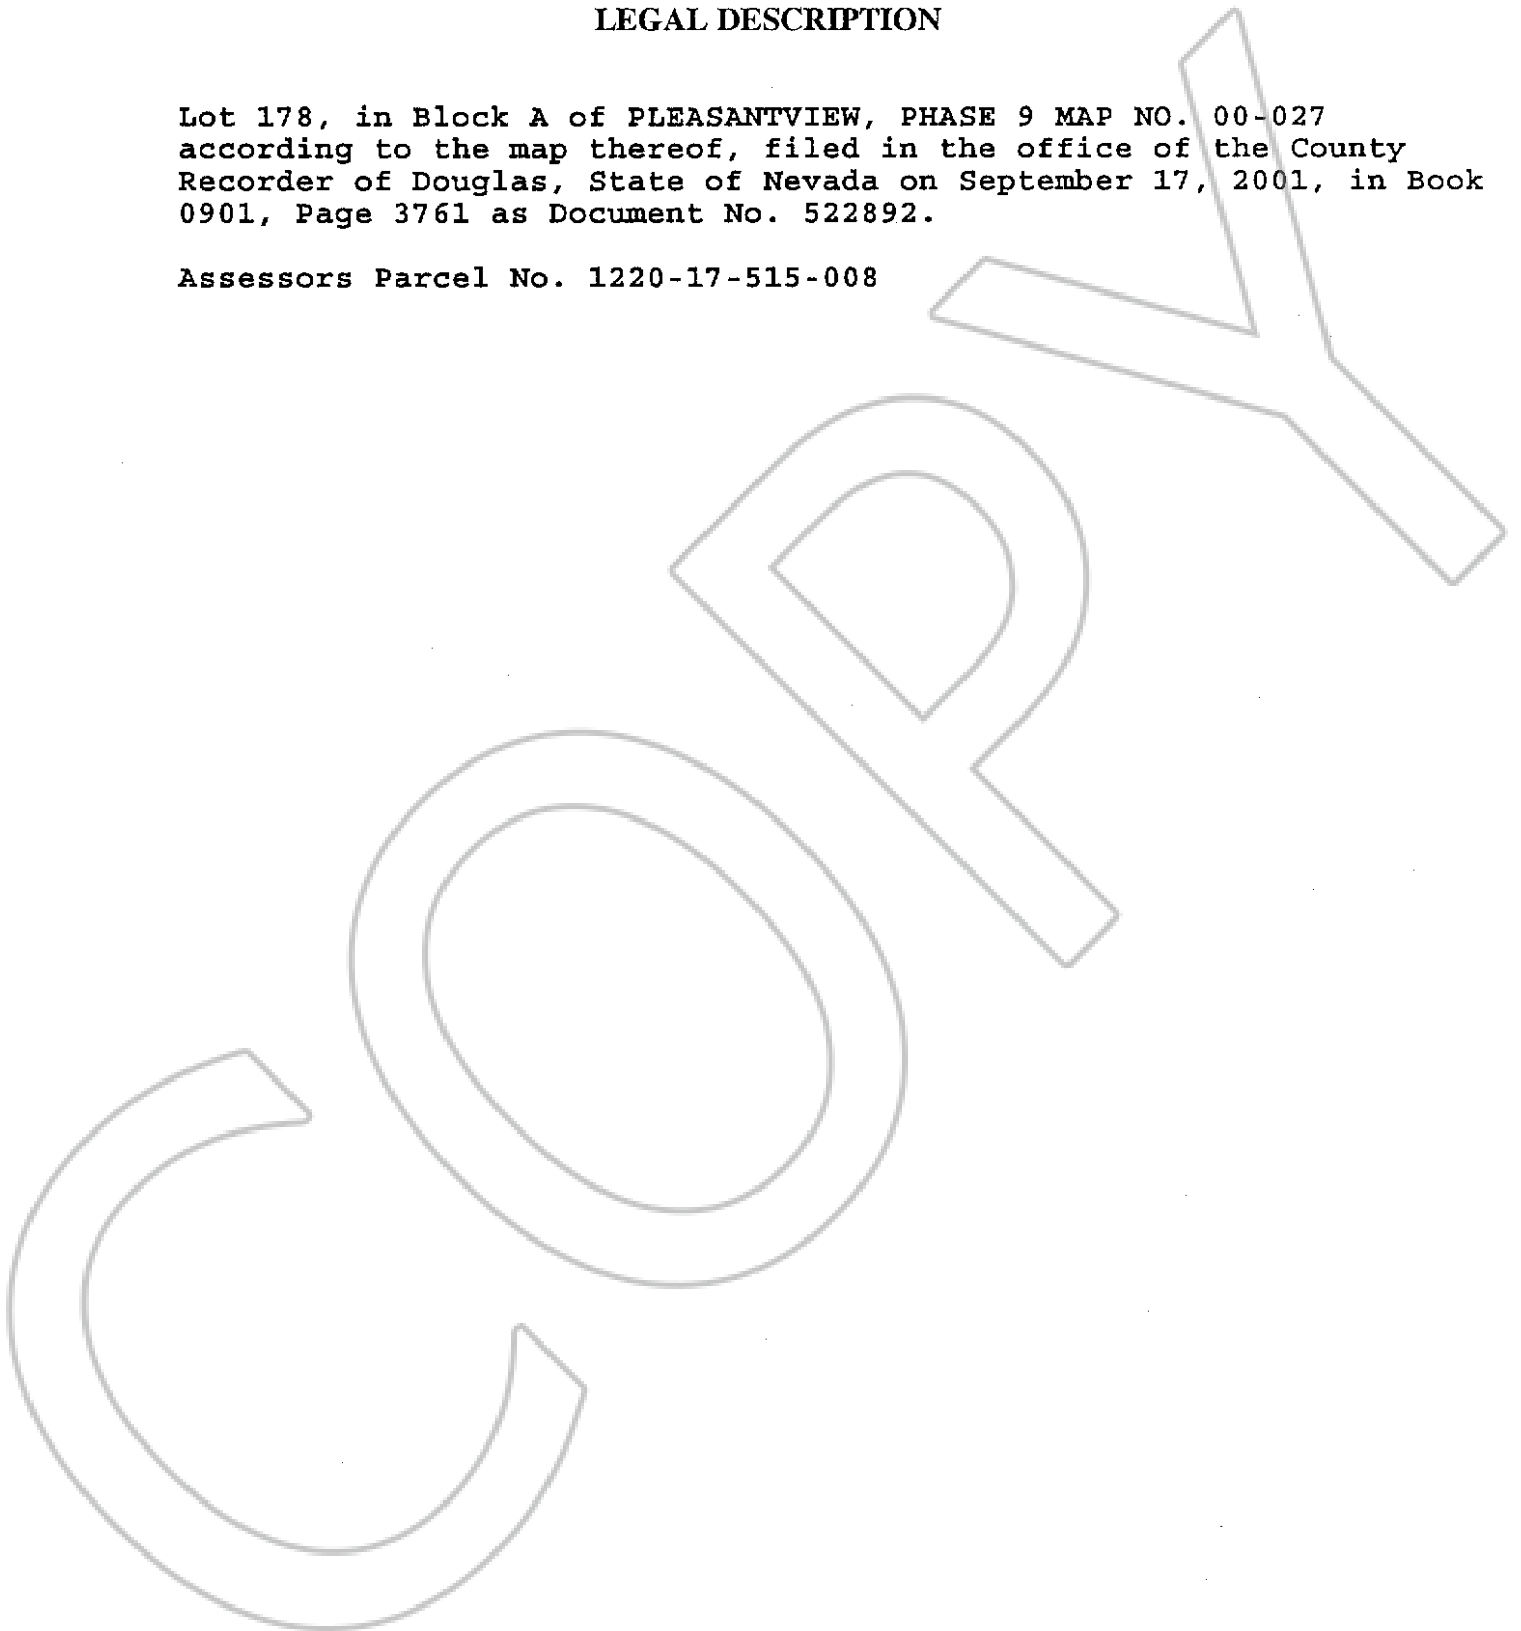 LEGAL DESCRIPTION
Lot 178, in Block A of PLEASANTVIEW, PHASE 9 MAP NO. 00-027
according to the map thereof, filed in the office of the County
Recorder of Douglas, State of Nevada on September 17, 2001, in Book
0901, Page 3761 as Document No. 522892.
Assessors Parcel No. 1220-17-515-008
COPY